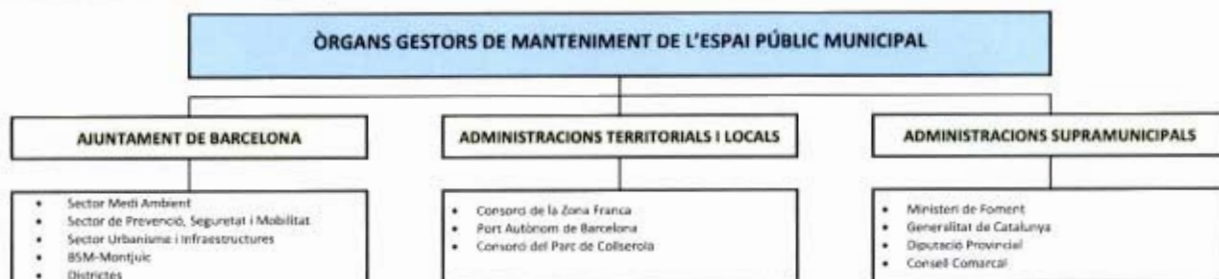 ÒRGANS GESTORS DE MANTENIMENT DE L'ESPAI PÚBLIC MUNICIPAL
AJUNTAMENT DE BARCELONA
ADMINISTRACIONS TERRITORIALS I LOCALS
ADMINISTRACIONS SUPRAMUNICIPALS
• Sector Medi Ambient
• Sector de Prevenció, Seguretat i Mobilitat
• Sector Urbanisme i Infraestructures
• BSM-Montjuïc
• Districtes
• Consorci de la Zona Franca
• Port Autònom de Barcelona
• Consorci del Parc de Collserola
• Ministeri de Foment
• Generalitat de Catalunya
• Diputació Provincial
• Consell Comarcal